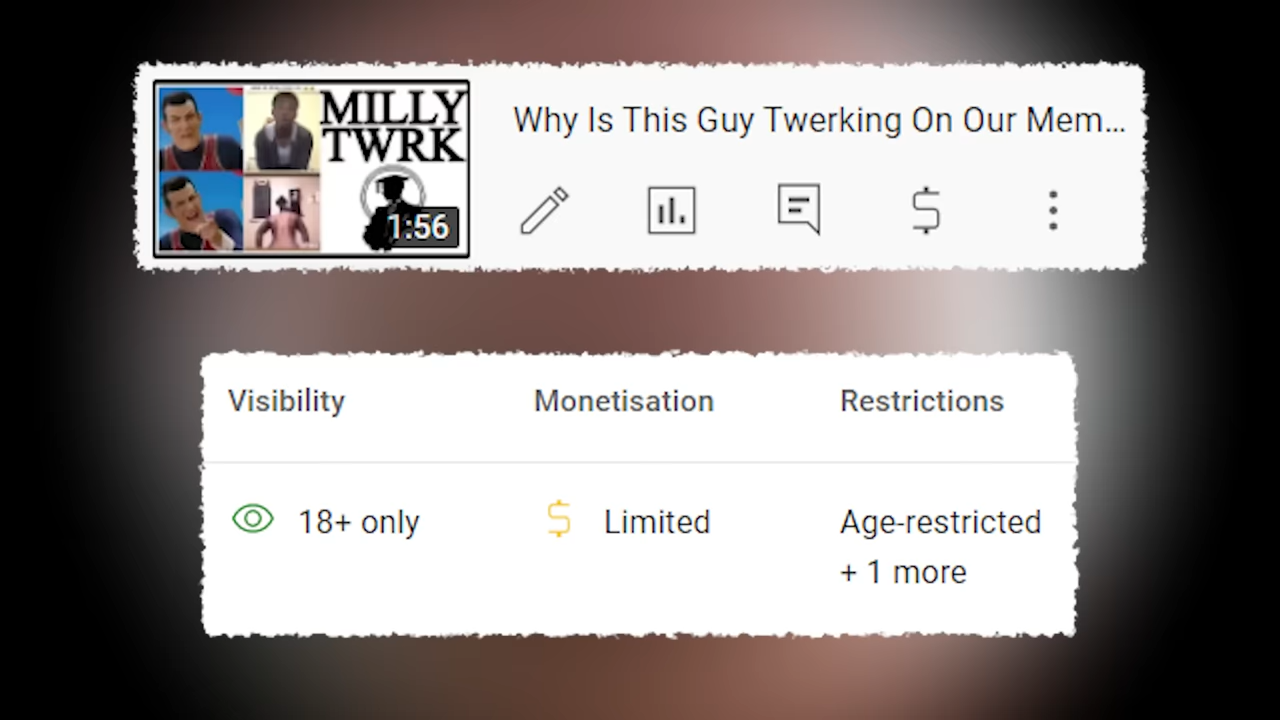 MILLY
TWRK
1:56
Why Is This Guy Twerking On Our Mem...
Visibility
Monetisation
Restrictions
18+ only
Limited
Age-restricted
+ 1 more